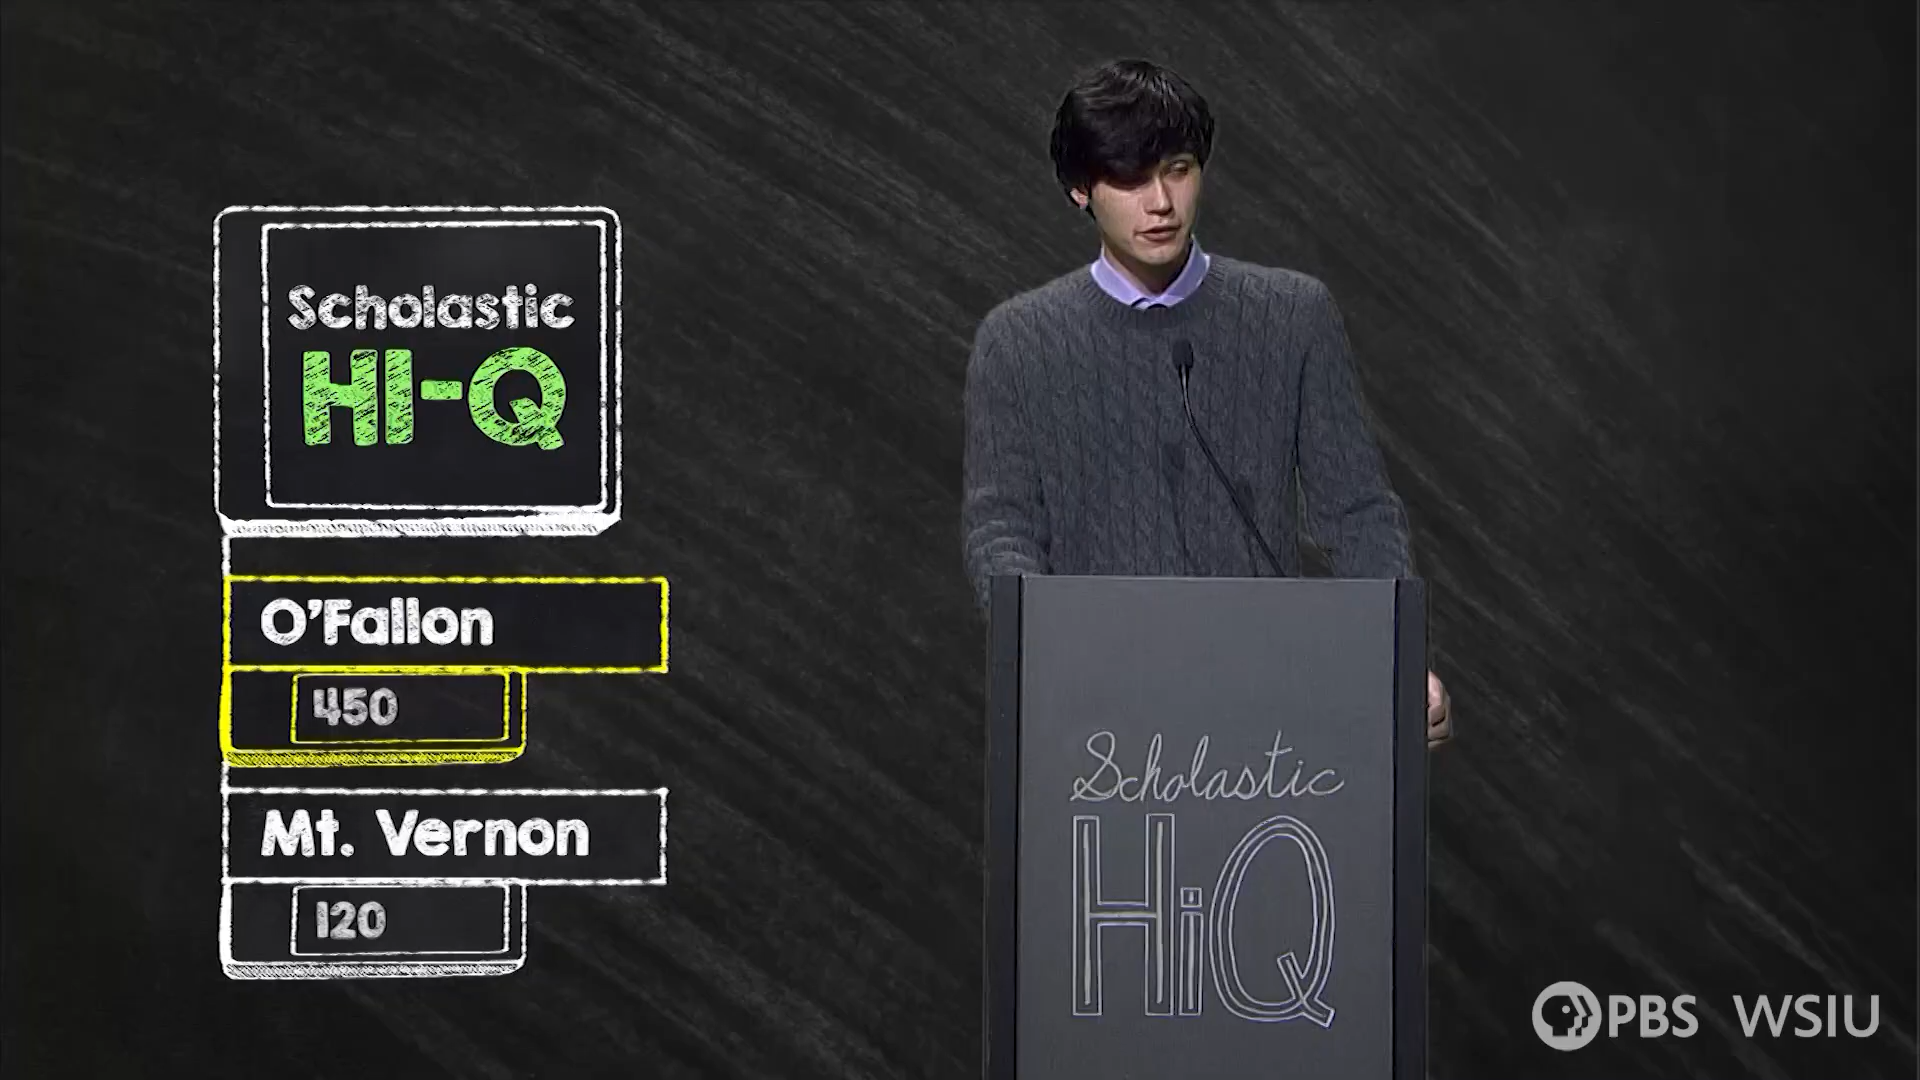 Scholastic
HI-Q
O'Fallon
450
Mt. Vernon
120
Scholastic
HiQ
PBS WSIU